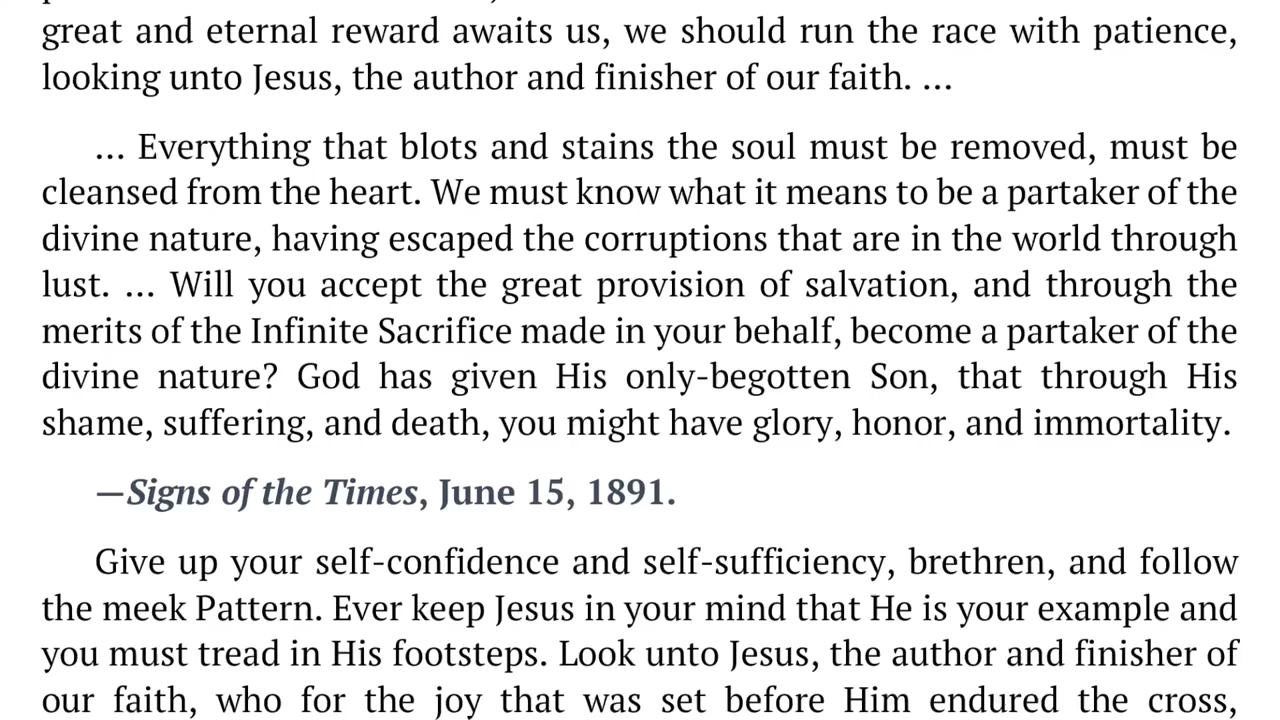 great and eternal reward awaits us, we should run the race with patience,
looking unto Jesus, the author and finisher of our faith. ...
... Everything that blots and stains the soul must be removed, must be
cleansed from the heart. We must know what it means to be a partaker of the
divine nature, having escaped the corruptions that are in the world through
lust. ... Will you accept the great provision of salvation, and through the
merits of the Infinite Sacrifice made in your behalf, become a partaker of the
divine nature? God has given His only-begotten Son, that through His
shame, suffering, and death, you might have glory, honor, and immortality.
—Signs of the Times, June 15, 1891.
Give up your self-confidence and self-sufficiency, brethren, and follow
the meek Pattern. Ever keep Jesus in your mind that He is your example and
you must tread in His footsteps. Look unto Jesus, the author and finisher of
our faith, who for the joy that was set before Him endured the cross,